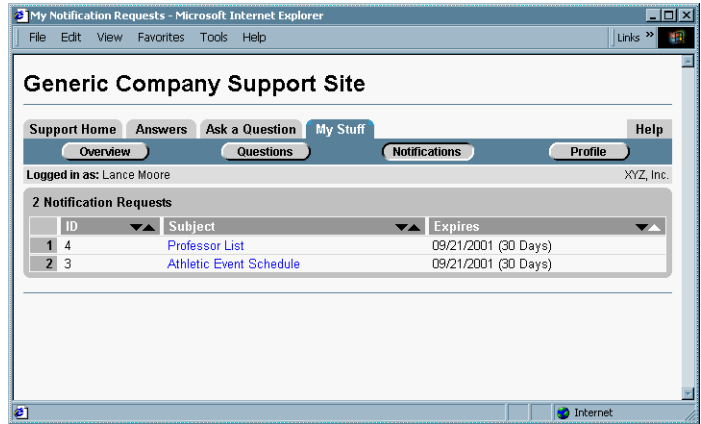 My Notification Requests - Microsoft Internet Explorer
File Edit View Favorites Tools Help Links »
Generic Company Support Site
Support Home Answers Ask a Question My Stuff Help
Overview Questions Notifications Profile
Logged in as: Lance Moore XYZ, Inc.
2 Notification Requests
ID Subject Expires
1 4 Professor List 09/21/2001 (30 Days)
2 3 Athletic Event Schedule 09/21/2001 (30 Days)
Internet